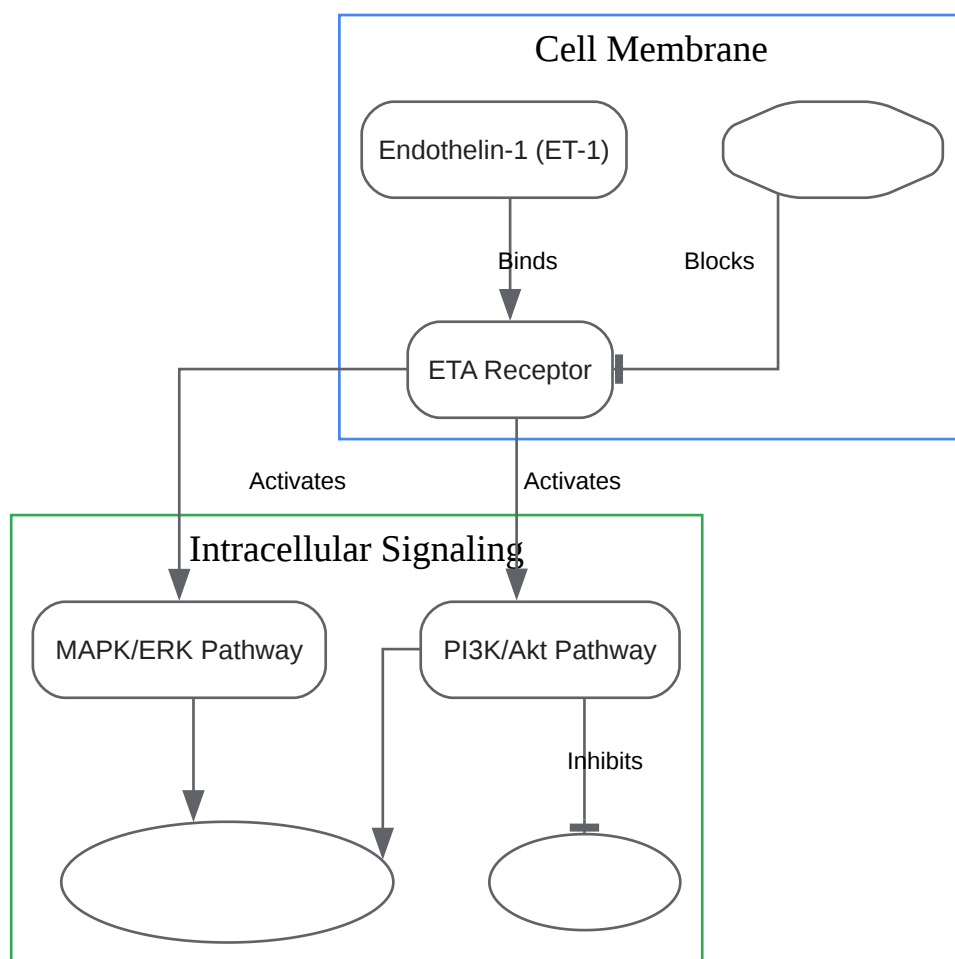 Cell Membrane
Endothelin-1 (ET-1)
Binds
Blocks
ETA Receptor
Activates
Activates
Intracellular Signaling
MAPK/ERK Pathway
PI3K/Akt Pathway
Inhibits